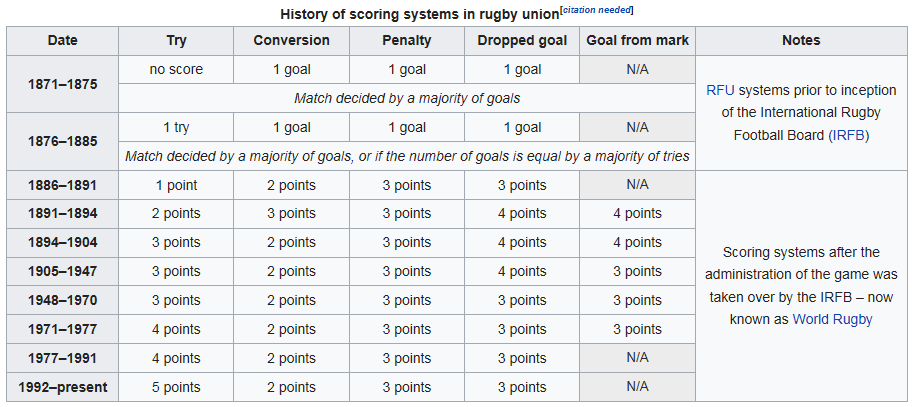 History of scoring systems in rugby union[citation needed]
Date Try Conversion Penalty Dropped goal Goal from mark Notes
1871–1875 no score 1 goal 1 goal 1 goal N/A
Match decided by a majority of goals
1876–1885 1 try 1 goal 1 goal 1 goal N/A
Match decided by a majority of goals, or if the number of goals is equal by a majority of tries
RFU systems prior to inception
of the International Rugby
Football Board (IRFB)
1886–1891 1 point 2 points 3 points 3 points N/A
1891–1894 2 points 3 points 3 points 4 points 4 points
1894–1904 3 points 2 points 3 points 4 points 4 points
1905–1947 3 points 2 points 3 points 4 points 3 points
1948–1970 3 points 2 points 3 points 3 points 3 points
1971–1977 4 points 2 points 3 points 3 points 3 points
1977–1991 4 points 2 points 3 points 3 points N/A
1992–present 5 points 2 points 3 points 3 points N/A
Scoring systems after the
administration of the game was
taken over by the IRFB – now
known as World Rugby